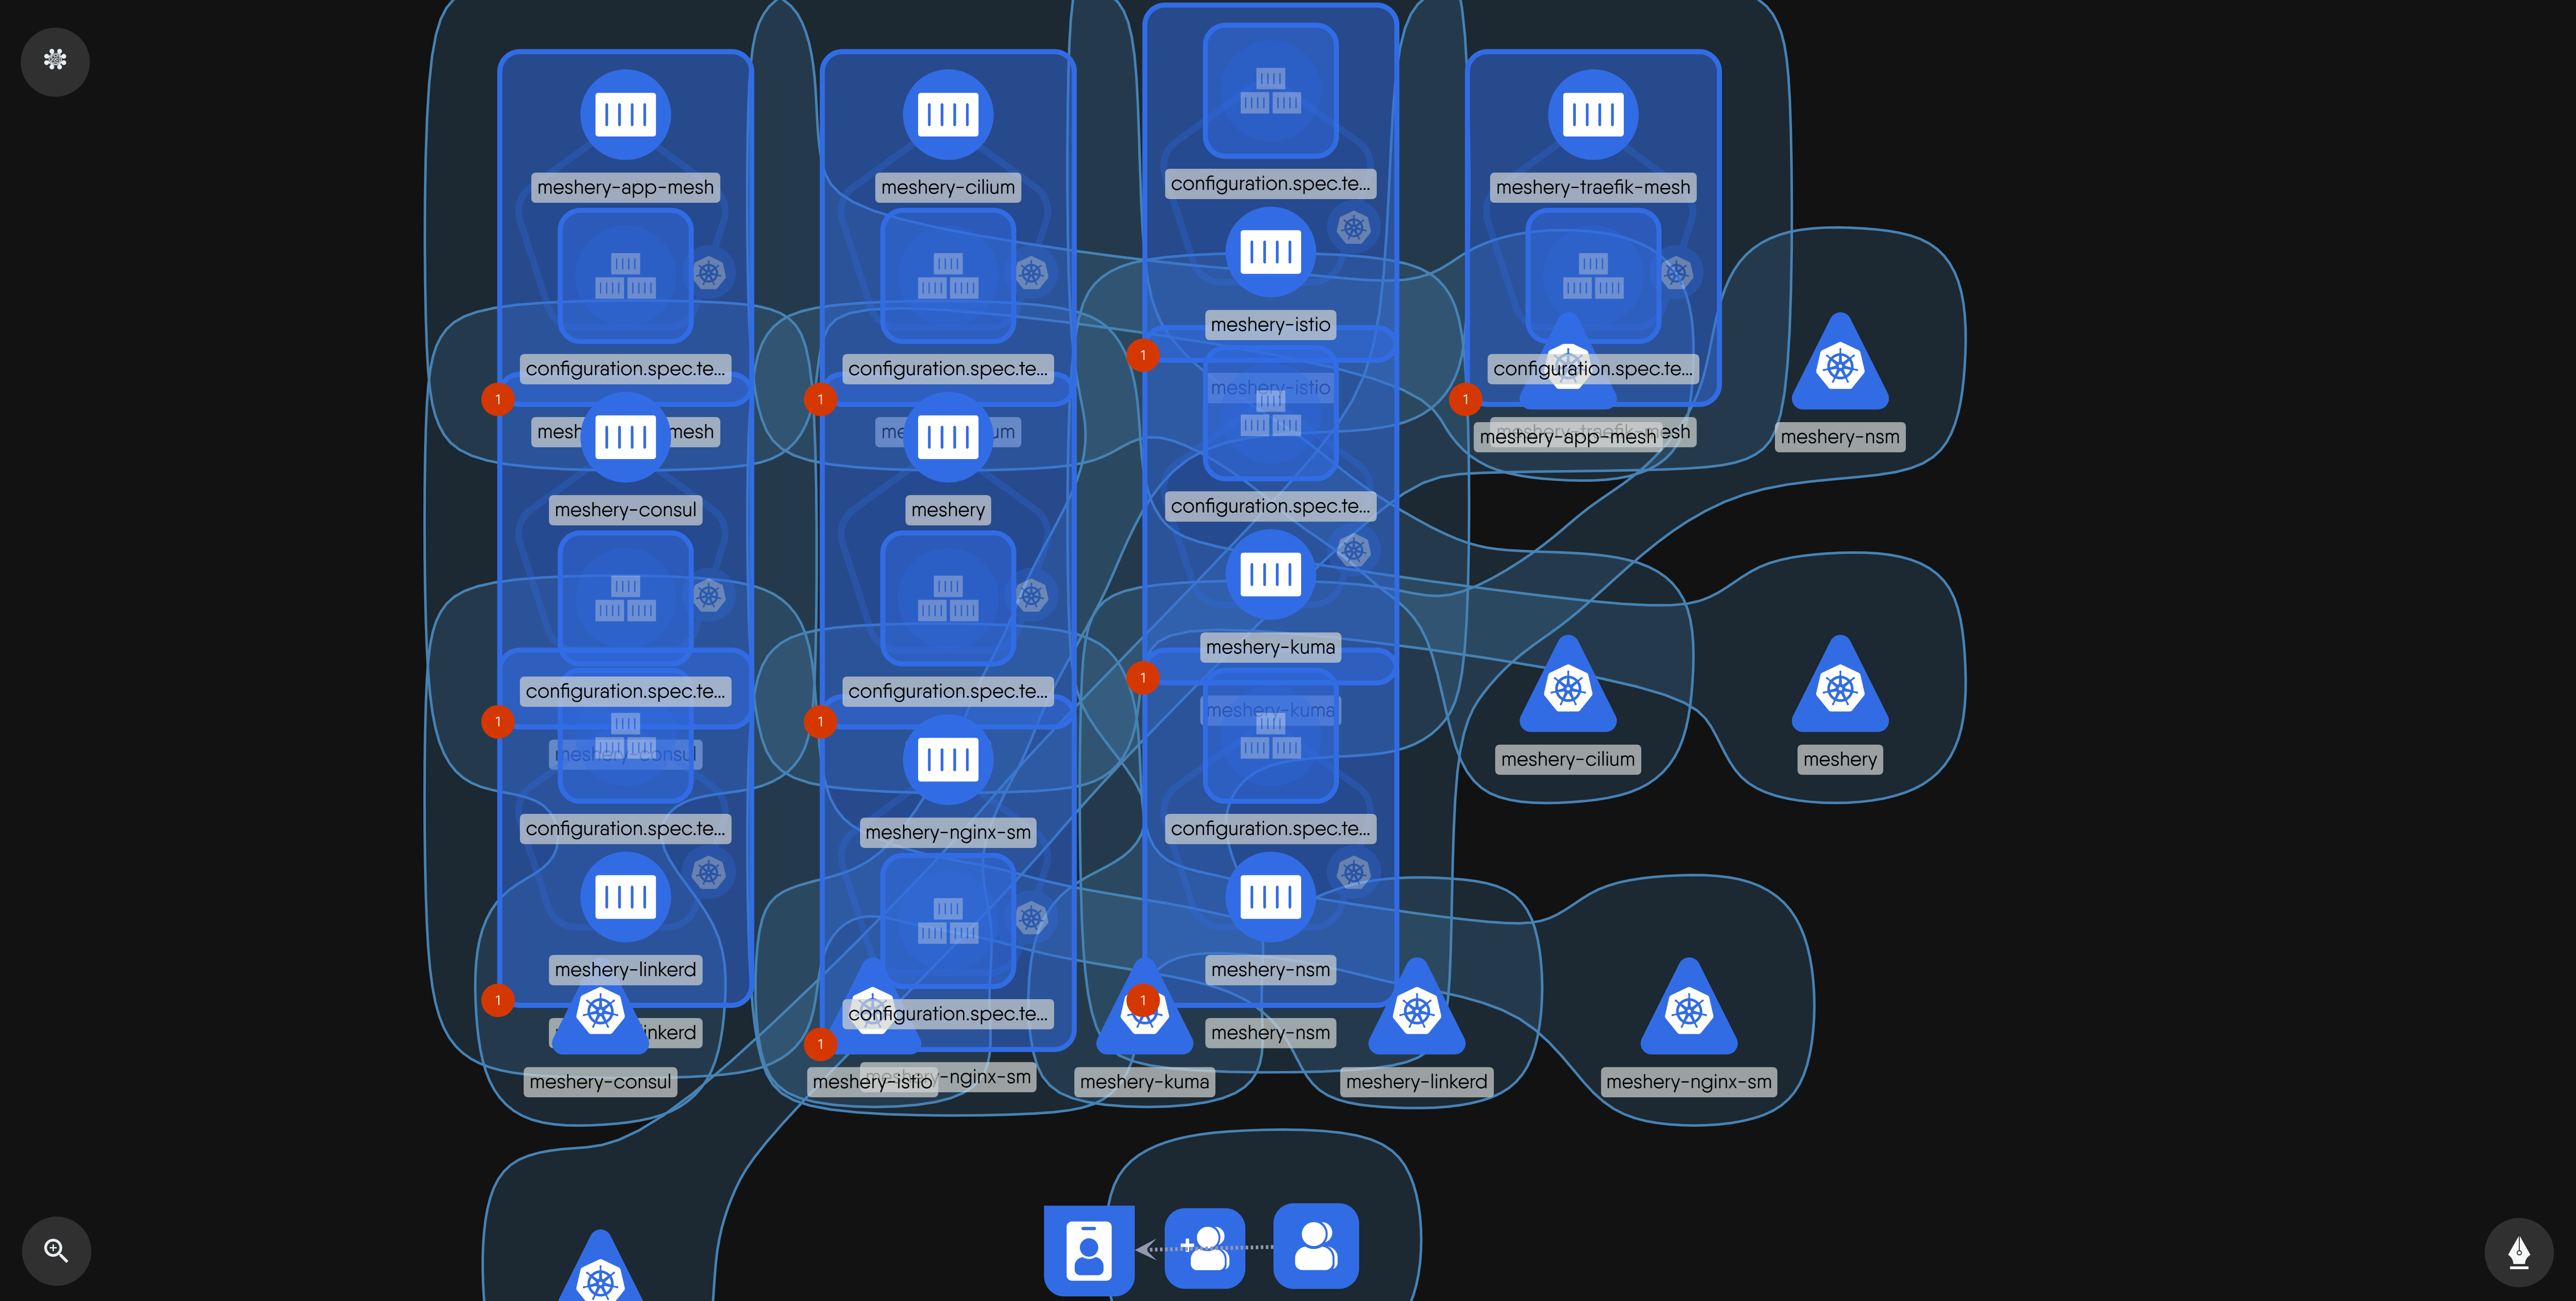 configuration.spec.te...
meshery-app-mesh
meshery-cilium
meshery-traefik-mesh
meshery-istio
1
configuration.spec.te...
configuration.spec.te...
configuration.spec.te...
meshery-istio
1
1
1
mesh
mesh
meshery-app-mesh
meshery-nsm
meshery-consul
meshery
configuration.spec.te...
meshery-kuma
1
configuration.spec.te...
configuration.spec.te...
meshery-kuma
1
1
meshery-consul
meshery-cilium
meshery
configuration.spec.te...
meshery-nginx-sm
configuration.spec.te...
meshery-linkerd
meshery-nsm
1
1
configuration.spec.te...
inkerd
meshery-nsm
1
meshery-consul
meshery-istio
-nginx-sm
meshery-kuma
meshery-linkerd
meshery-nginx-sm